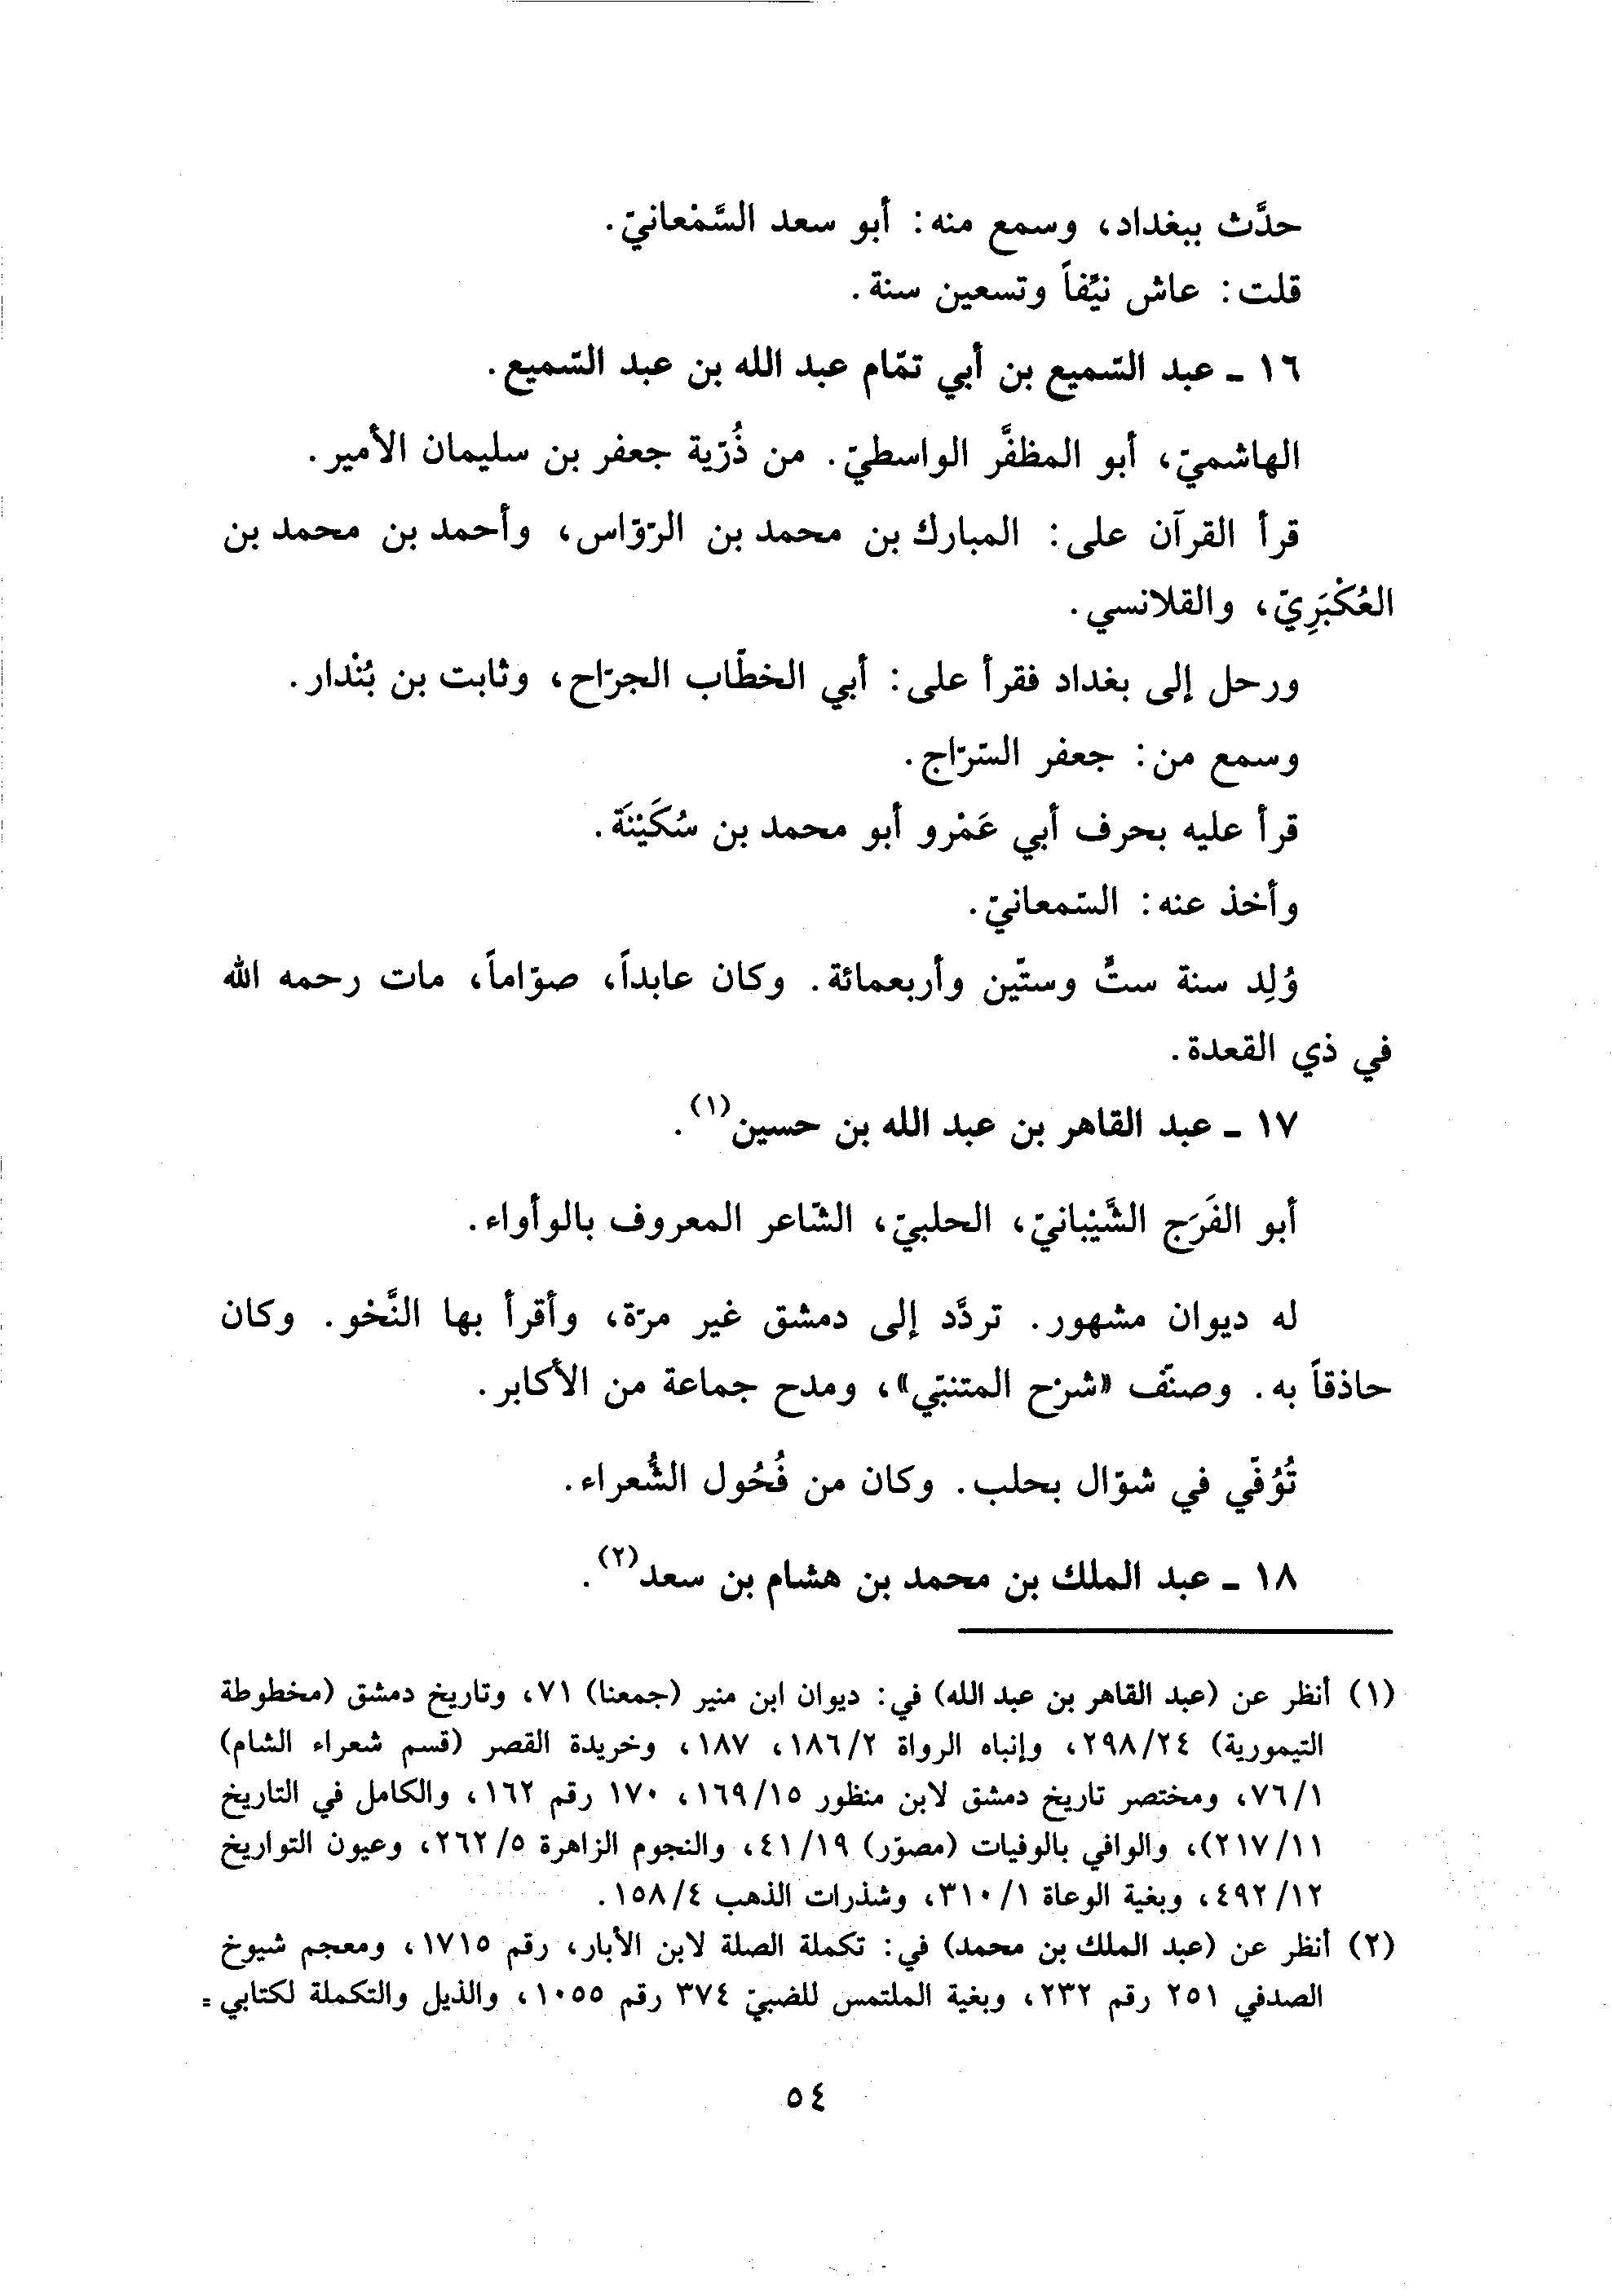 حدَّث ببغداد، وسمع منه: أبو سعد السَّمْعانيّ.
قلت: عاش نيّفاً وتسعين سنة.
١٦ ـ عبد السّميع بن أبي تمّام عبد الله بن عبد السّميع.
الهاشميّ، أبو المظفَّر الواسطيّ. من ذُرّية جعفر بن سليمان الأمير.
قرأ القرآن على: المبارك بن محمد بن الرّوّاس، وأحمد بن محمد بن
العُكْبَرِيّ، والقلانسي.
ورحل إلى بغداد فقرأ على: أبي الخطّاب الجرّاح، وثابت بن بُنْدار.
وسمع من: جعفر السّرّاج.
قرأ عليه بحرف أبي عَمْرو أبو محمد بن سُكَيْنَة.
وأخذ عنه: السّمعانيّ.
وُلِد سنة ستٍّ وستّين وأربعمائة. وكان عابداً، صوّاماً، مات رحمه الله
في ذي القعدة.
١٧ ـ عبد القاهر بن عبد الله بن حسين(١).
أبو الفَرَج الشَّيْبانيّ، الحلبيّ، الشّاعر المعروف بالوأواء.
له ديوان مشهور. تردَّد إلى دمشق غير مرّة، وأقرأ بها النَّحْو. وكان
حاذقاً به. وصنّف «شرْح المتنبّي»، ومدح جماعة من الأكابر.
تُوُفّي في شوّال بحلب. وكان من فُحُول الشُّعراء.
١٨ ـ عبد الملك بن محمد بن هشام بن سعد(٢).
(١) أنظر عن (عبد القاهر بن عبد الله) في: ديوان ابن منير (جمعنا) ٧١، وتاريخ دمشق (مخطوطة
التيمورية) ٢٩٨/٢٤، وإنباه الرواة ١٨٦/٢، ١٨٧، وخريدة القصر (قسم شعراء الشام)
٧٦/١، ومختصر تاريخ دمشق لابن منظور ١٦٩/١٥، ١٧٠ رقم ١٦٢، والكامل في التاريخ
٢١٧/١١)، والوافي بالوفيات (مصوّر) ٤١/١٩، والنجوم الزاهرة ٢٦٢/٥، وعيون التواريخ
٤٩٢/١٢، وبغية الوعاة ٣١٠/١، وشذرات الذهب ١٥٨/٤.
(٢) أنظر عن (عبد الملك بن محمد) في: تكملة الصلة لابن الأبار، رقم ١٧١٥، ومعجم شيوخ
الصدفي ٢٥١ رقم ٢٣٢، وبغية الملتمس للضبيّ ٣٧٤ رقم ١٠٥٥، والذيل والتكملة لكتابي =
٥٤